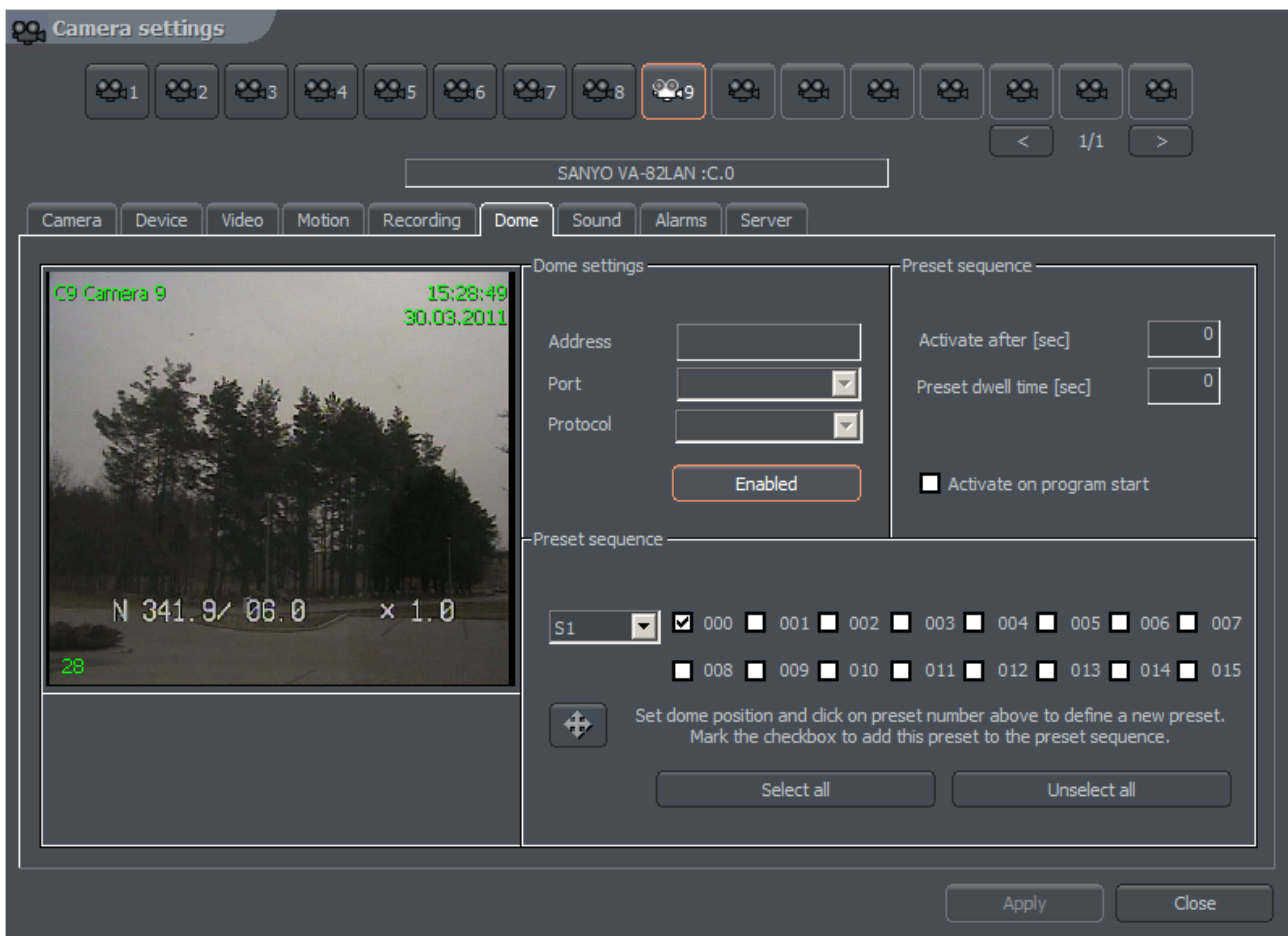 Camera settings
1 2 3 4 5 6 7 8 9
< 1/1 >
SANYO VA-82LAN :C.0
Camera Device Video Motion Recording Dome Sound Alarms Server
C9 Camera 9 15:28:49
30.03.2011
N 341.9/ 06.0 x 1.0
28
Dome settings
Address
Port
Protocol
Enabled
Preset sequence
Activate after [sec] 0
Preset dwell time [sec] 0
Activate on program start
Preset sequence
S1 000 001 002 003 004 005 006 007
008 009 010 011 012 013 014 015
Set dome position and click on preset number above to define a new preset.
Mark the checkbox to add this preset to the preset sequence.
Select all Unselect all
Apply Close